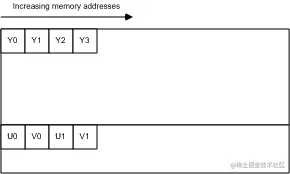 Increasing memory addresses
Y0 Y1 Y2 Y3
U0 V0 U1 V1
@稀土掘金技术社区